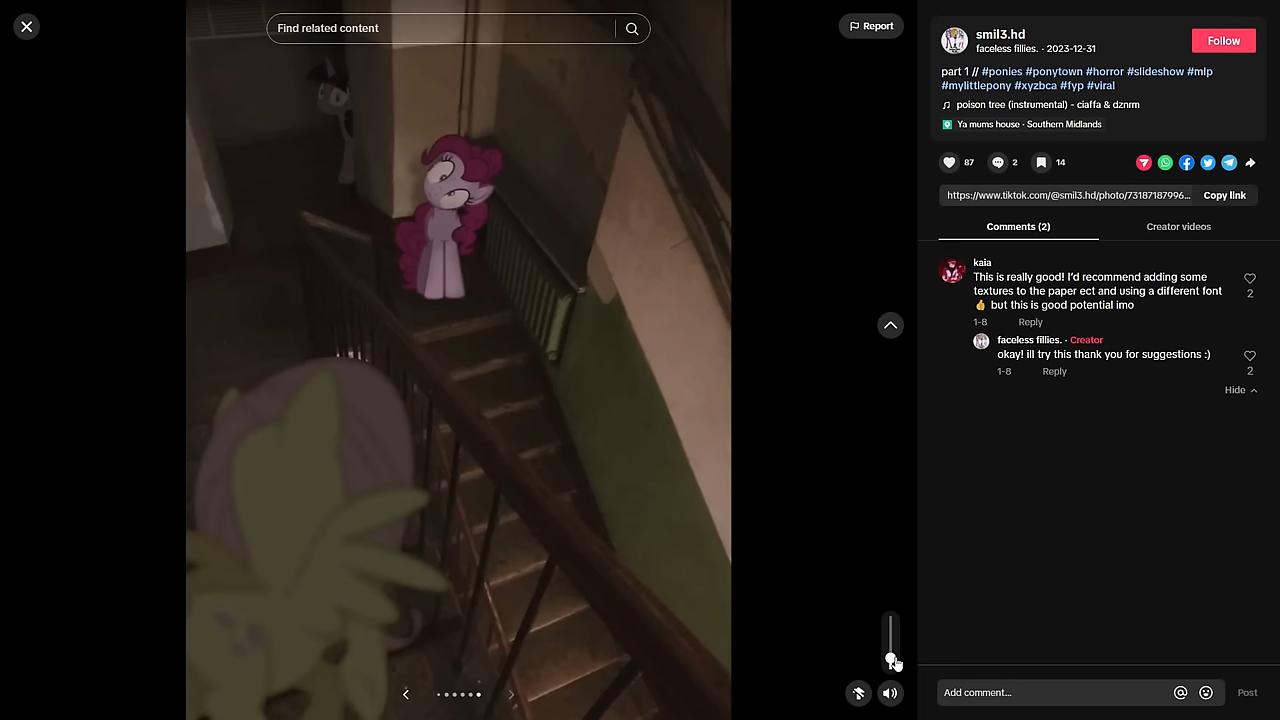 Find related content
Report
smil3.hd
faceless fillies. · 2023-12-31
Follow
part 1 // #ponies #ponytown #horror #slideshow #mlp
#mylittlepony #xyzbca #fyp #viral
poison tree (instrumental) - ciaffa & dznrm
Ya mums house · Southern Midlands
87
2
14
https://www.tiktok.com/@smil3.hd/photo/73187187996...
Copy link
Comments (2)
Creator videos
kaia
This is really good! I'd recommend adding some
textures to the paper ect and using a different font
👍 but this is good potential imo
2
1-8
Reply
faceless fillies. · Creator
okay! ill try this thank you for suggestions :)
2
1-8
Reply
Hide
Add comment...
Post